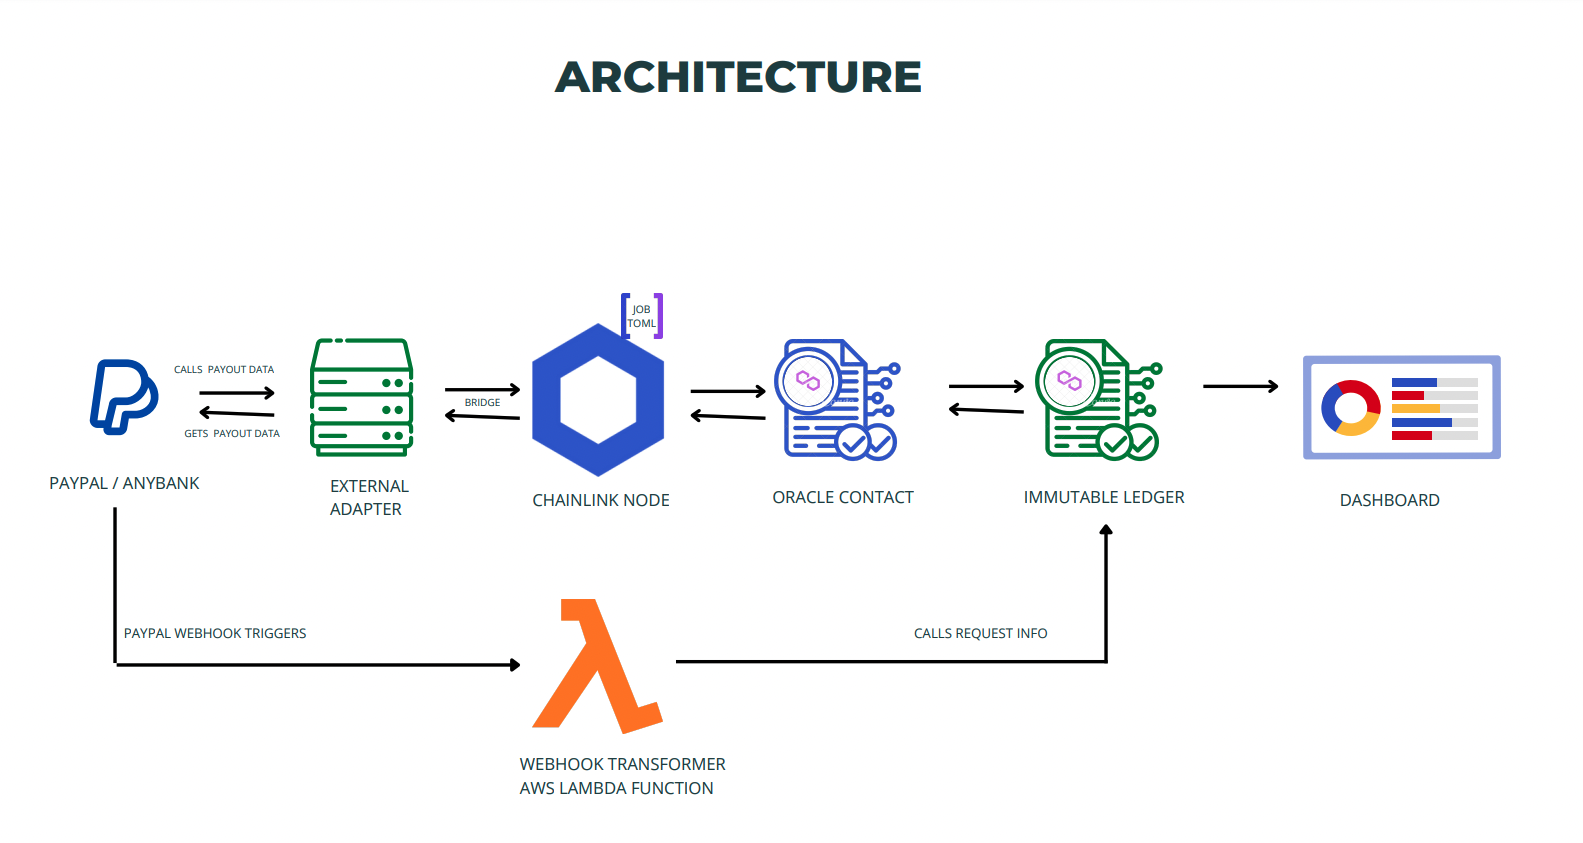 ARCHITECTURE
JOB
TOML
CALLS PAYOUT DATA
BRIDGE
GETS PAYOUT DATA
PAYPAL / ANYBANK
EXTERNAL
ADAPTER
CHAINLINK NODE
ORACLE CONTACT
IMMUTABLE LEDGER
DASHBOARD
PAYPAL WEBHOOK TRIGGERS
CALLS REQUEST INFO
WEBHOOK TRANSFORMER
AWS LAMBDA FUNCTION